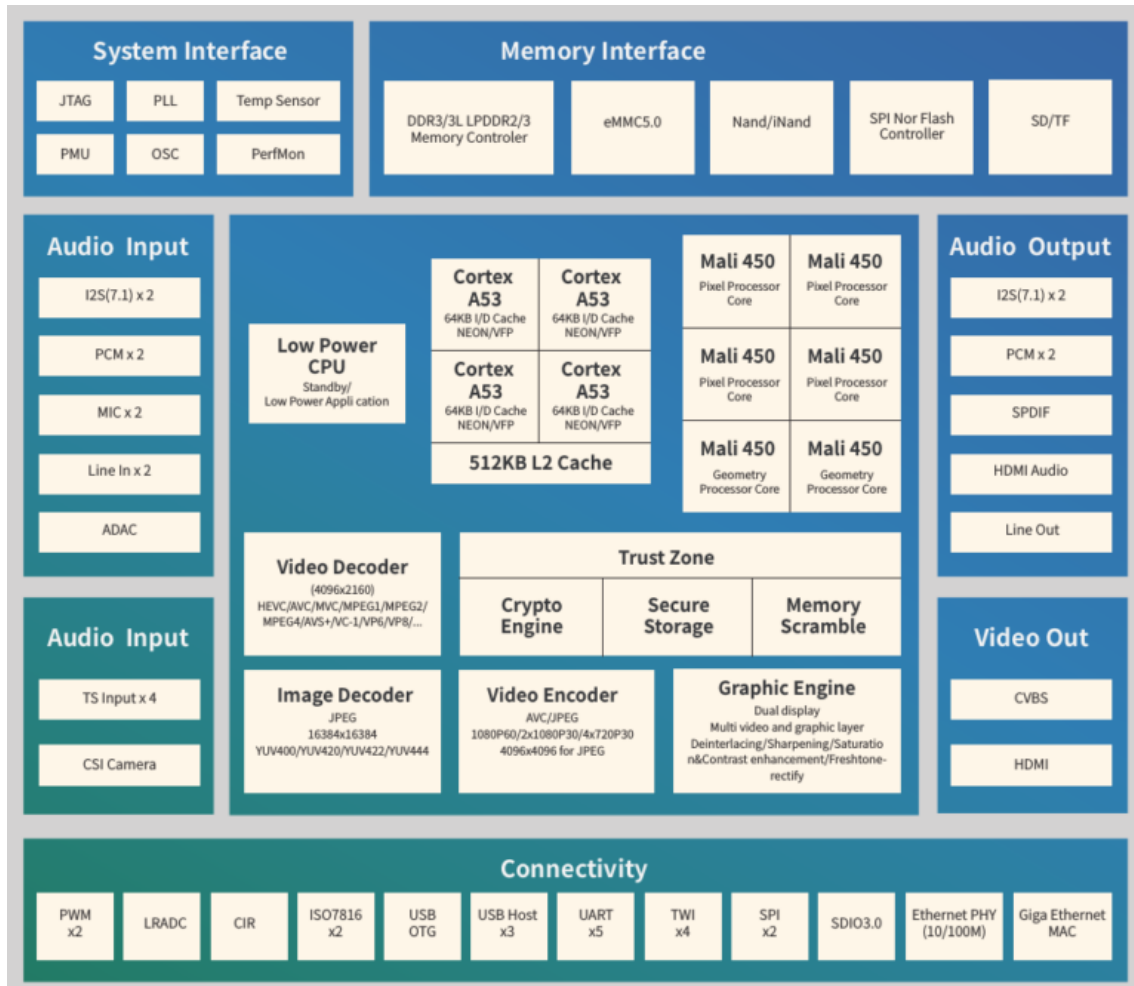 System Interface
JTAG
PLL
Temp Sensor
PMU
OSC
PerfMon
Memory Interface
DDR3/3L LPDDR2/3
Memory Controler
eMMC5.0
Nand/iNand
SPI Nor Flash
Controller
SD/TF
Audio Input
I2S(7.1) x 2
PCM x 2
MIC x 2
Line In x 2
ADAC
Audio Input
TS Input x 4
CSI Camera
Low Power
CPU
Standby/
Low Power Appli cation
Cortex
A53
64KB I/D Cache
NEON/VFP
Cortex
A53
64KB I/D Cache
NEON/VFP
Cortex
A53
64KB I/D Cache
NEON/VFP
Cortex
A53
64KB I/D Cache
NEON/VFP
512KB L2 Cache
Mali 450
Pixel Processor
Core
Mali 450
Pixel Processor
Core
Mali 450
Pixel Processor
Core
Mali 450
Pixel Processor
Core
Mali 450
Geometry
Processor Core
Mali 450
Geometry
Processor Core
Video Decoder
(4096x2160)
HEVC/AVC/MVC/MPEG1/MPEG2/
MPEG4/AVS+/VC-1/VP6/VP8/...
Trust Zone
Crypto
Engine
Secure
Storage
Memory
Scramble
Image Decoder
JPEG
16384x16384
YUV400/YUV420/YUV422/YUV444
Video Encoder
AVC/JPEG
1080P60/2x1080P30/4x720P30
4096x4096 for JPEG
Graphic Engine
Dual display
Multi video and graphic layer
Deinterlacing/Sharpening/Saturatio
n&Contrast enhancement/Freshtone-
rectify
Audio Output
I2S(7.1) x 2
PCM x 2
SPDIF
HDMI Audio
Line Out
Video Out
CVBS
HDMI
Connectivity
PWM
x2
LRADC
CIR
ISO7816
x2
USB
OTG
USB Host
x3
UART
x5
TWI
x4
SPI
x2
SDIO3.0
Ethernet PHY
(10/100M)
Giga Ethernet
MAC